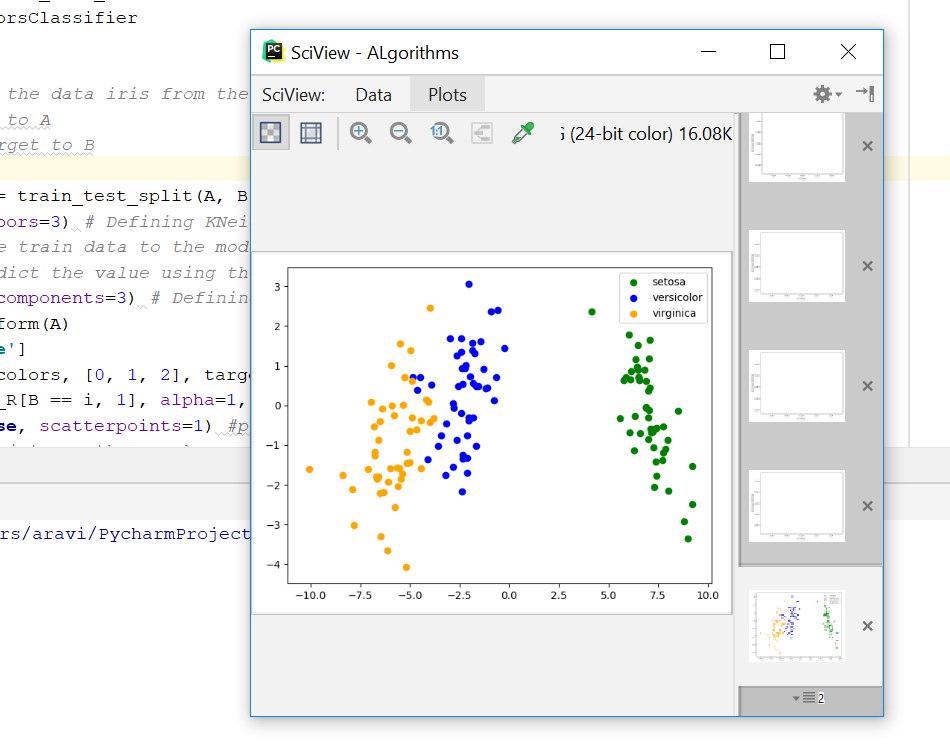 orsClassifier
SciView - ALgorithms
SciView: Data Plots
the data iris from the
to A
rget to B
(24-bit color) 16.08K
= train_test_split(A, B
bors=3) # Defining KNei
e train data to the mod
dict the value using th
components=3) # Definin
form(A)
e']
colors, [0, 1, 2], targ
_R[B == i, 1], alpha=1,
se, scatterpoints=1) #p
rs/aravi/PycharmProject
setosa
versicolor
virginica
3
2
1
0
−1
−2
−3
−4
−10.0 −7.5 −5.0 −2.5 0.0 2.5 5.0 7.5 10.0
2